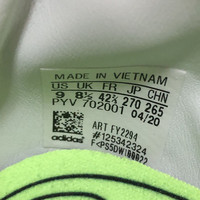 MADE IN VIETNAM
US UK FR JP CHN
9 8½ 42⅔ 270 265
PYV 702001 04/20
ART FY2294
#125342324
adidas